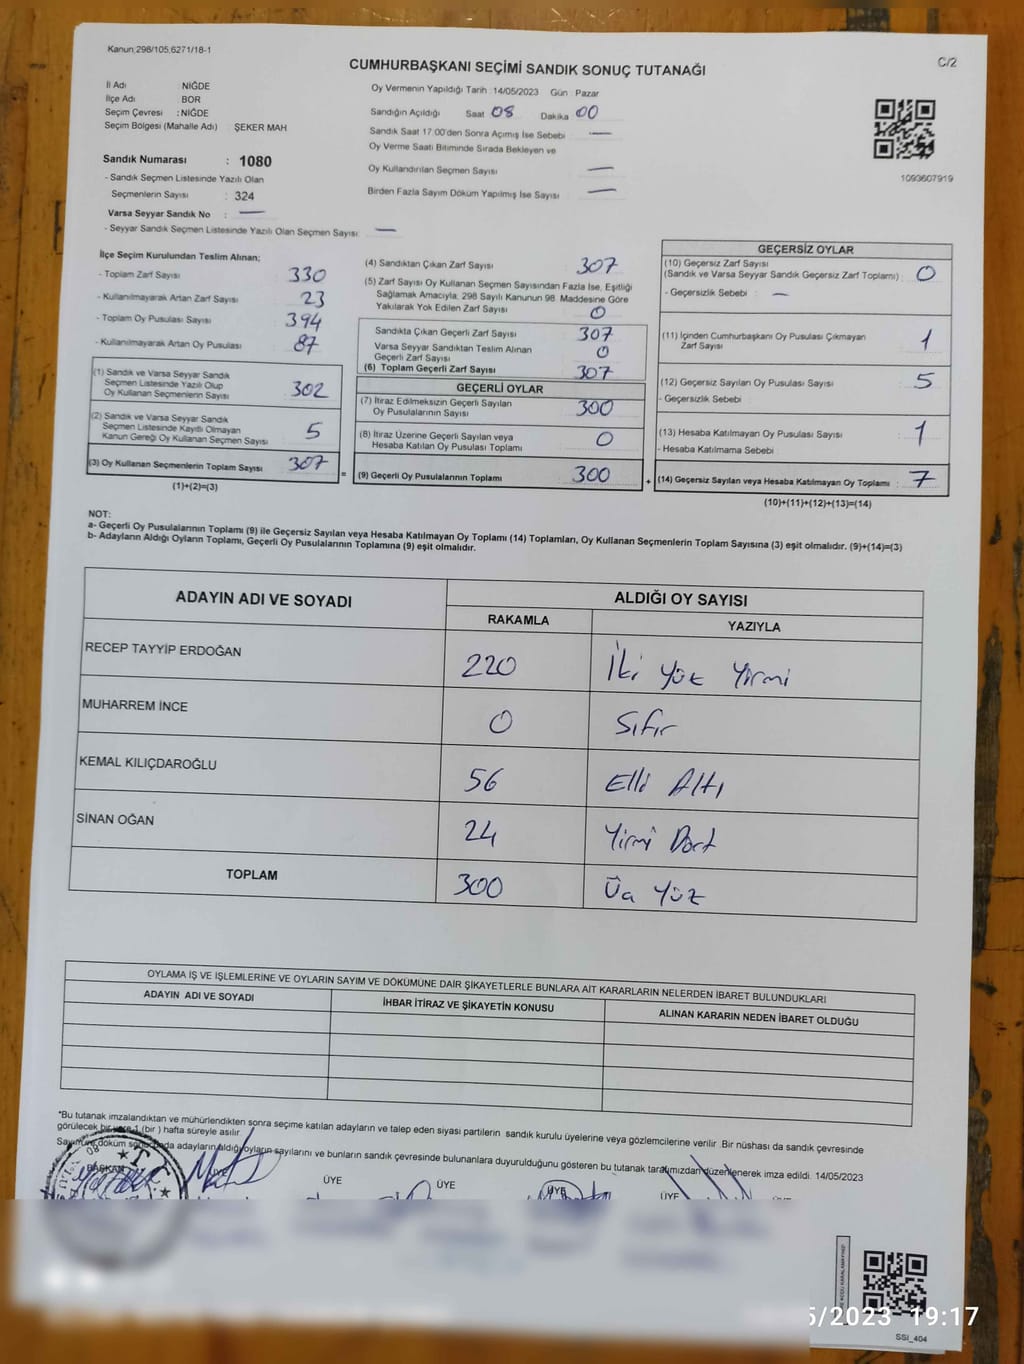 Kanun;298/105,6271/18-1
C/2
CUMHURBAŞKANI SEÇİMİ SANDIK SONUÇ TUTANAĞI
İl Adı NİĞDE
İlçe Adı BOR
Seçim Çevresi : NİĞDE
Seçim Bölgesi (Mahalle Adı) : ŞEKER MAH
Sandık Numarası : 1080
- Sandık Seçmen Listesinde Yazılı Olan
Seçmenlerin Sayısı : 324
Varsa Seyyar Sandık No : —
- Seyyar Sandık Seçmen Listesinde Yazılı Olan Seçmen Sayısı: —
Oy Vermenin Yapıldığı Tarih : 14/05/2023 Gün : Pazar
Sandığın Açıldığı Saat 08 Dakika 00
Sandık Saat 17:00'den Sonra Açımış İse Sebebi —
Oy Verme Saati Bitiminde Sırada Bekleyen ve
Oy Kullandırılan Seçmen Sayısı —
Birden Fazla Sayım Döküm Yapılmış İse Sayısı —
1093607919
İlçe Seçim Kurulundan Teslim Alınan;
- Toplam Zarf Sayısı 330
- Kullanılmayarak Artan Zarf Sayısı 23
- Toplam Oy Pusulası Sayısı 394
- Kullanılmayarak Artan Oy Pusulası 87
(1) Sandık ve Varsa Seyyar Sandık
Seçmen Listesinde Yazılı Olup
Oy Kullanan Seçmenlerin Sayısı 302
(2) Sandık ve Varsa Seyyar Sandık
Seçmen Listesinde Kayıtlı Olmayan
Kanun Gereği Oy Kullanan Seçmen Sayısı 5
(3) Oy Kullanan Seçmenlerin Toplam Sayısı 307
(1)+(2)=(3)
(4) Sandıktan Çıkan Zarf Sayısı 307
(5) Zarf Sayısı Oy Kullanan Seçmen Sayısından Fazla İse, Eşitliği
Sağlamak Amacıyla, 298 Sayılı Kanunun 98. Maddesine Göre
Yakılarak Yok Edilen Zarf Sayısı 0
Sandıkta Çıkan Geçerli Zarf Sayısı 307
Varsa Seyyar Sandıktan Teslim Alınan
Geçerli Zarf Sayısı 0
(6) Toplam Geçerli Zarf Sayısı 307
GEÇERLİ OYLAR
(7) İtiraz Edilmeksizin Geçerli Sayılan
Oy Pusulalarının Sayısı 300
(8) İtiraz Üzerine Geçerli Sayılan veya
Hesaba Katılan Oy Pusulası Toplamı 0
=
(9) Geçerli Oy Pusulalarının Toplamı 300
+
GEÇERSİZ OYLAR
(10) Geçersiz Zarf Sayısı
(Sandık ve Varsa Seyyar Sandık Geçersiz Zarf Toplamı) : 0
- Geçersizlik Sebebi : —
(11) İçinden Cumhurbaşkanı Oy Pusulası Çıkmayan
Zarf Sayısı 1
(12) Geçersiz Sayılan Oy Pusulası Sayısı 5
- Geçersizlik Sebebi
(13) Hesaba Katılmayan Oy Pusulası Sayısı 1
- Hesaba Katılmama Sebebi
(14) Geçersiz Sayılan veya Hesaba Katılmayan Oy Toplamı : 7
(10)+(11)+(12)+(13)=(14)
NOT:
a- Geçerli Oy Pusulalarının Toplamı (9) ile Geçersiz Sayılan veya Hesaba Katılmayan Oy Toplamı (14) Toplamları, Oy Kullanan Seçmenlerin Toplam Sayısına (3) eşit olmalıdır. (9)+(14)=(3)
b- Adayların Aldığı Oyların Toplamı, Geçerli Oy Pusulalarının Toplamına (9) eşit olmalıdır.
ADAYIN ADI VE SOYADI ALDIĞI OY SAYISI
RAKAMLA YAZIYLA
RECEP TAYYİP ERDOĞAN 220 İki Yüz Yirmi
MUHARREM İNCE 0 Sıfır
KEMAL KILIÇDAROĞLU 56 Elli Altı
SİNAN OĞAN 24 Yirmi Dört
TOPLAM 300 Üç Yüz
OYLAMA İŞ VE İŞLEMLERİNE VE OYLARIN SAYIM VE DÖKÜMÜNE DAİR ŞİKAYETLERLE BUNLARA AİT KARARLARIN NELERDEN İBARET BULUNDUKLARI
ADAYIN ADI VE SOYADI İHBAR İTİRAZ VE ŞİKAYETİN KONUSU ALINAN KARARIN NEDEN İBARET OLDUĞU
*Bu tutanak imzalandıktan ve mühürlendikten sonra seçime katılan adayların ve talep eden siyasi partilerin sandık kurulu üyelerine veya gözlemcilerine verilir. Bir nüshası da sandık çevresinde
görülecek bir yere 1 (bir) hafta süreyle asılır
Sayım ve döküm adayların aldığı oyların sayılarını ve bunların sandık çevresinde bulunanlara duyurulduğunu gösteren bu tutanak tarafımızdan düzenlenerek imza edildi. 14/05/2023
BAŞKAN ÜYE ÜYE ÜYE ÜYE ÜYE
5/2023 19:17
SSI_404